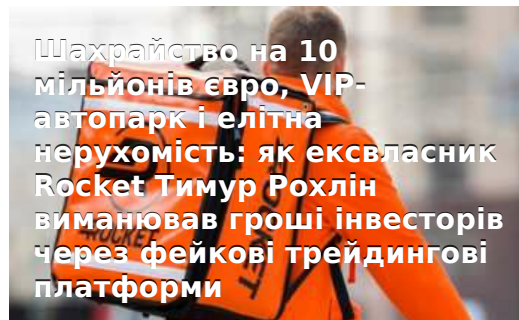 Шахрайство на 10
мільйонів євро, VIP-
автопарк і елітна
нерухомість: як ексвласник
Rocket Тимур Рохлін
виманював гроші інвесторів
через фейкові трейдингові
платформи
ROCKET